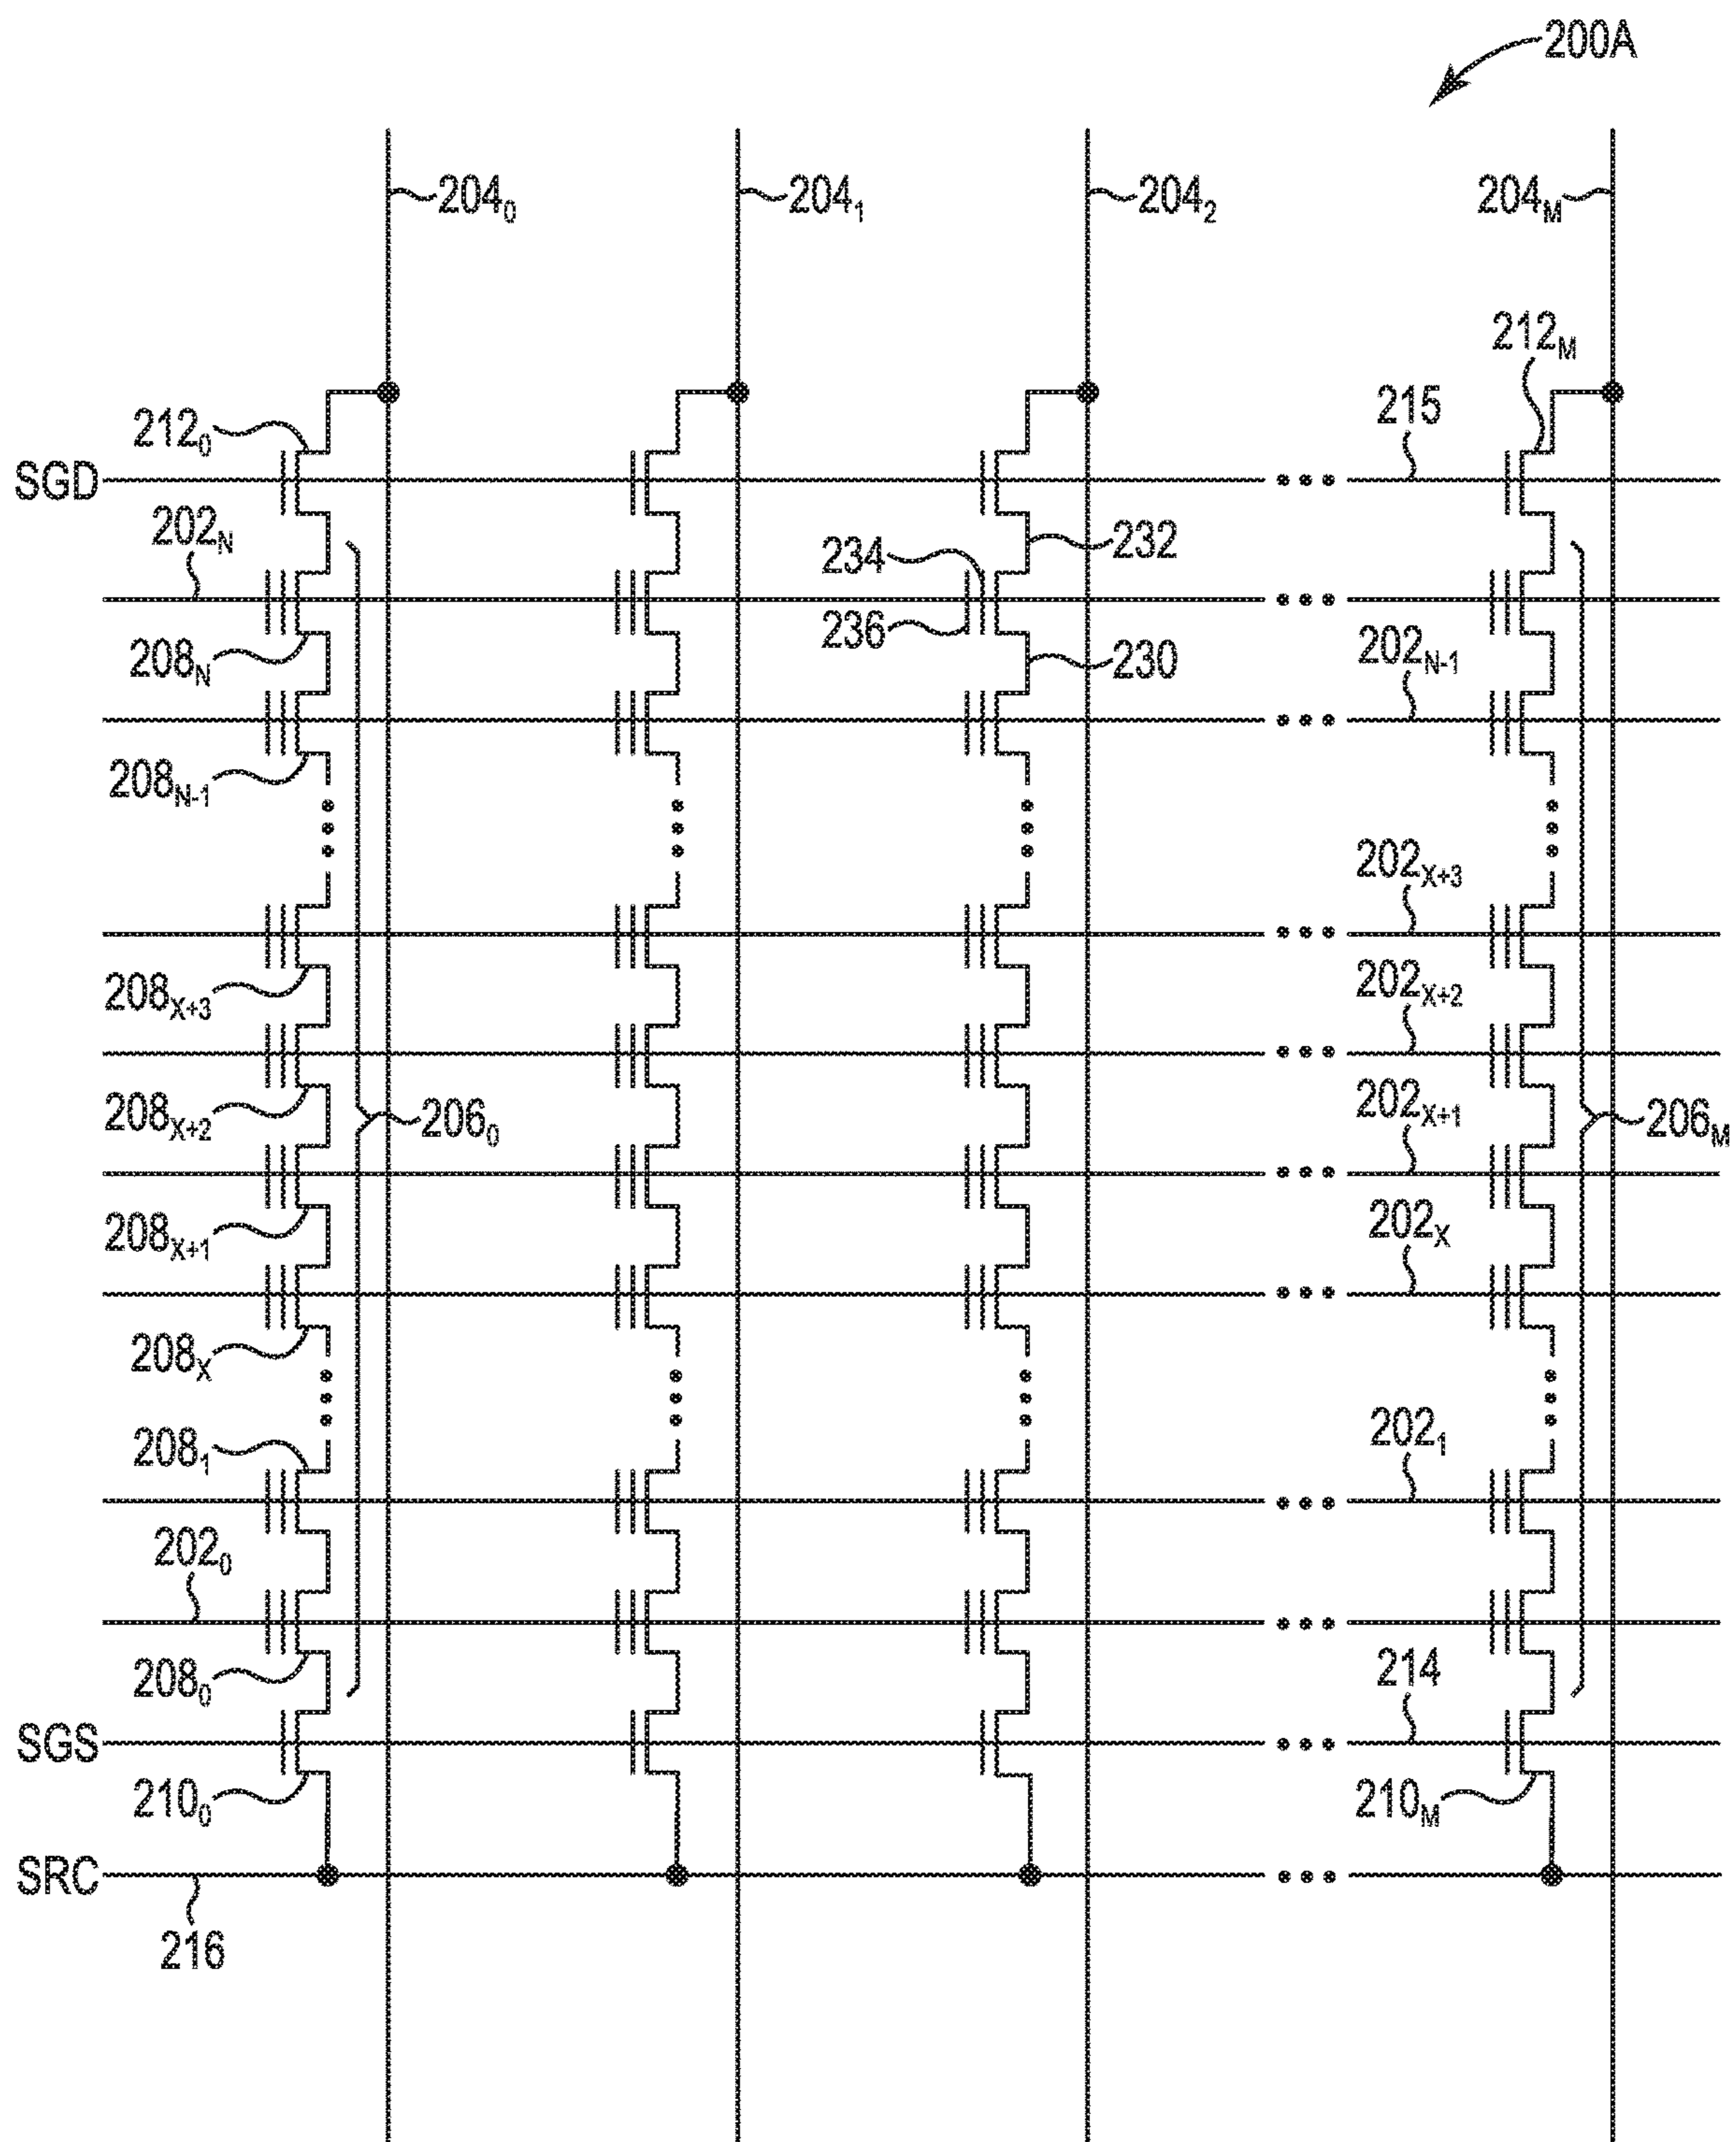 200A
204₀ 204₁ 204₂ 204M
212M
212₀ 215
SGD
202N 234 232
236
208N 230 202N-1
208N-1
202X+3
208X+3 202X+2
208X+2 206₀ 202X+1 206M
208X+1 202X
208X
208₁ 202₁
202₀
208₀ 214
SGS
210₀ 210M
SRC
216